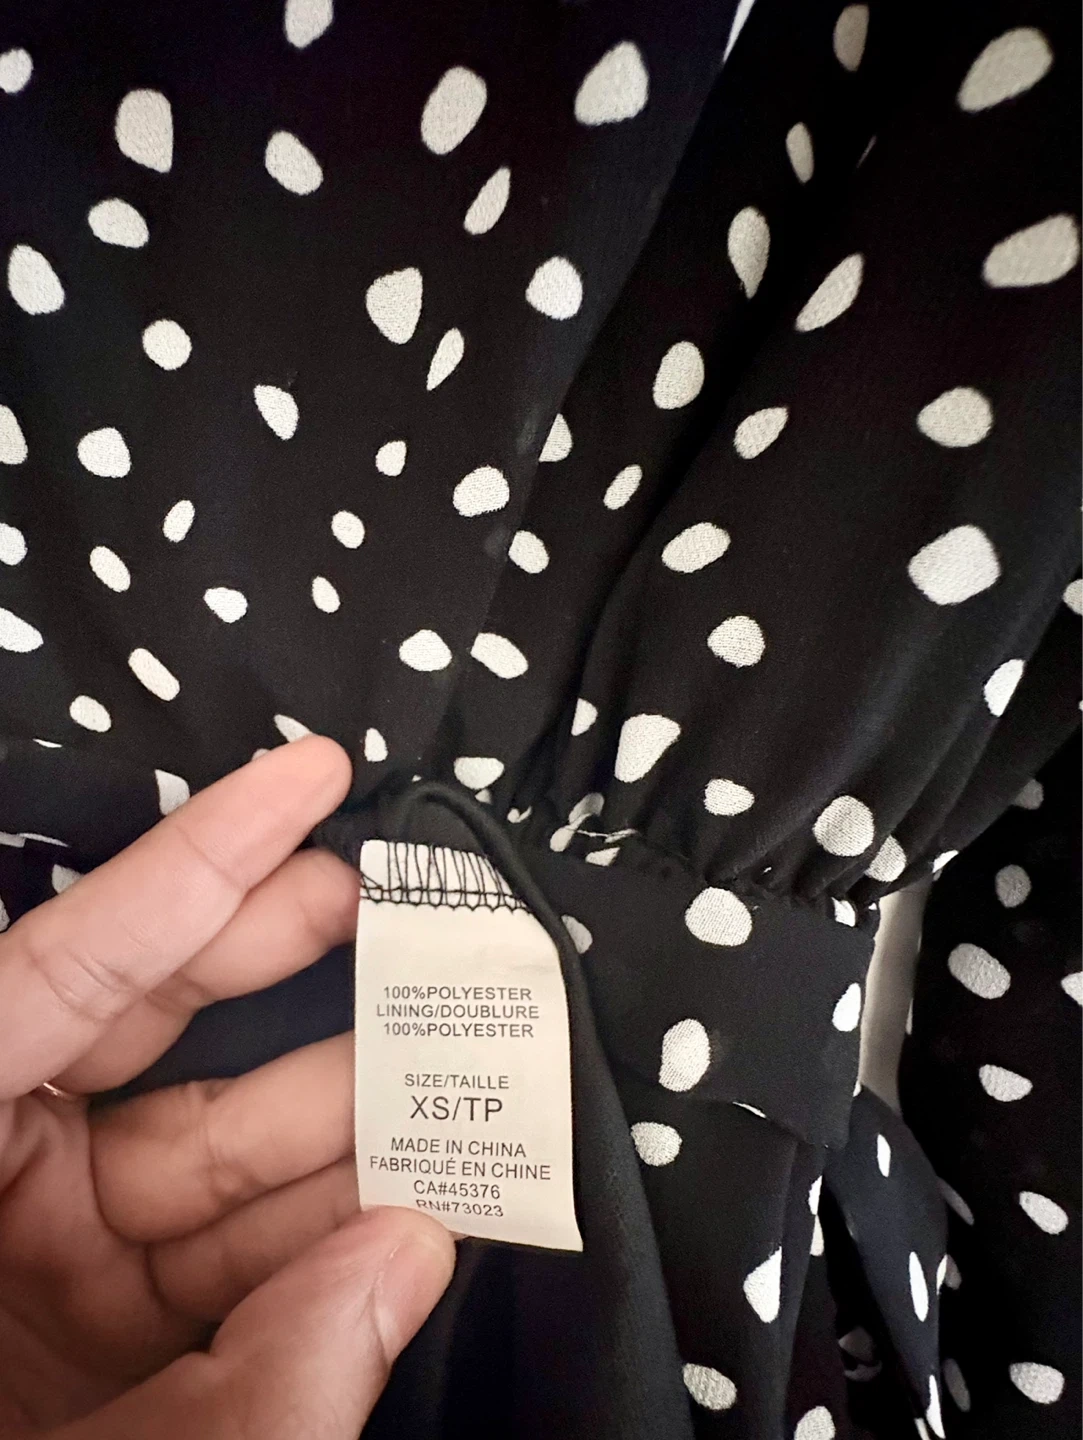 100%POLYESTER
LINING/DOUBLURE
100%POLYESTER
SIZE/TAILLE
XS/TP
MADE IN CHINA
FABRIQUÉ EN CHINE
CA#45376
RN#73023